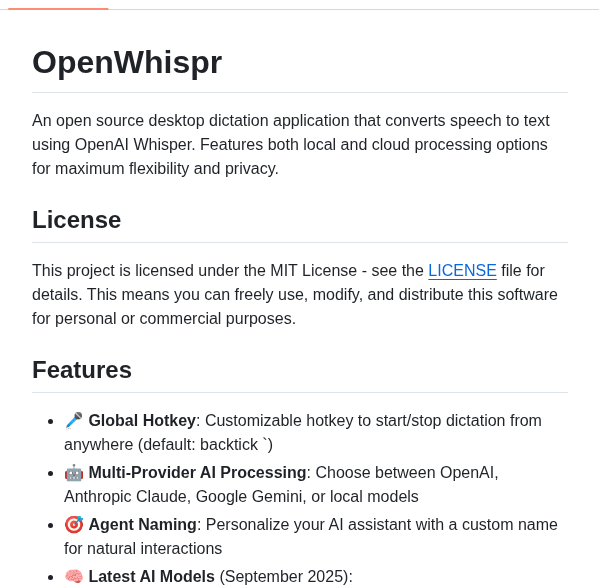 OpenWhispr
An open source desktop dictation application that converts speech to text
using OpenAI Whisper. Features both local and cloud processing options
for maximum flexibility and privacy.
License
This project is licensed under the MIT License - see the LICENSE file for
details. This means you can freely use, modify, and distribute this software
for personal or commercial purposes.
Features
• 🎤 Global Hotkey: Customizable hotkey to start/stop dictation from
anywhere (default: backtick `)
• 🤖 Multi-Provider AI Processing: Choose between OpenAI,
Anthropic Claude, Google Gemini, or local models
• 🎯 Agent Naming: Personalize your AI assistant with a custom name
for natural interactions
• 🧠 Latest AI Models (September 2025):